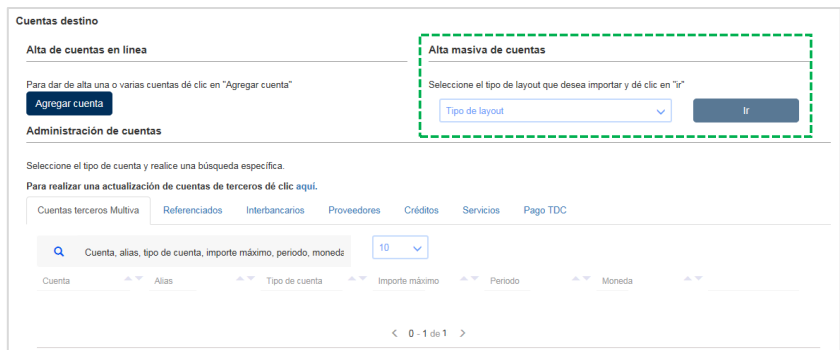 Cuentas destino
Alta de cuentas en linea
Para dar de alta una o varias cuentas dé clic en "Agregar cuenta"
Agregar cuenta
Alta masiva de cuentas
Seleccione el tipo de layout que desea importar y dé clic en "ir"
Tipo de layout
Ir
Administración de cuentas
Seleccione el tipo de cuenta y realice una búsqueda específica.
Para realizar una actualización de cuentas de terceros dé clic aquí.
Cuentas terceros Multiva Referenciados Interbancarios Proveedores Créditos Servicios Pago TDC
Cuenta, alias, tipo de cuenta, importe máximo, periodo, moneda 10
Cuenta Alias Tipo de cuenta Importe máximo Periodo Moneda
< 0 - 1 de 1 >